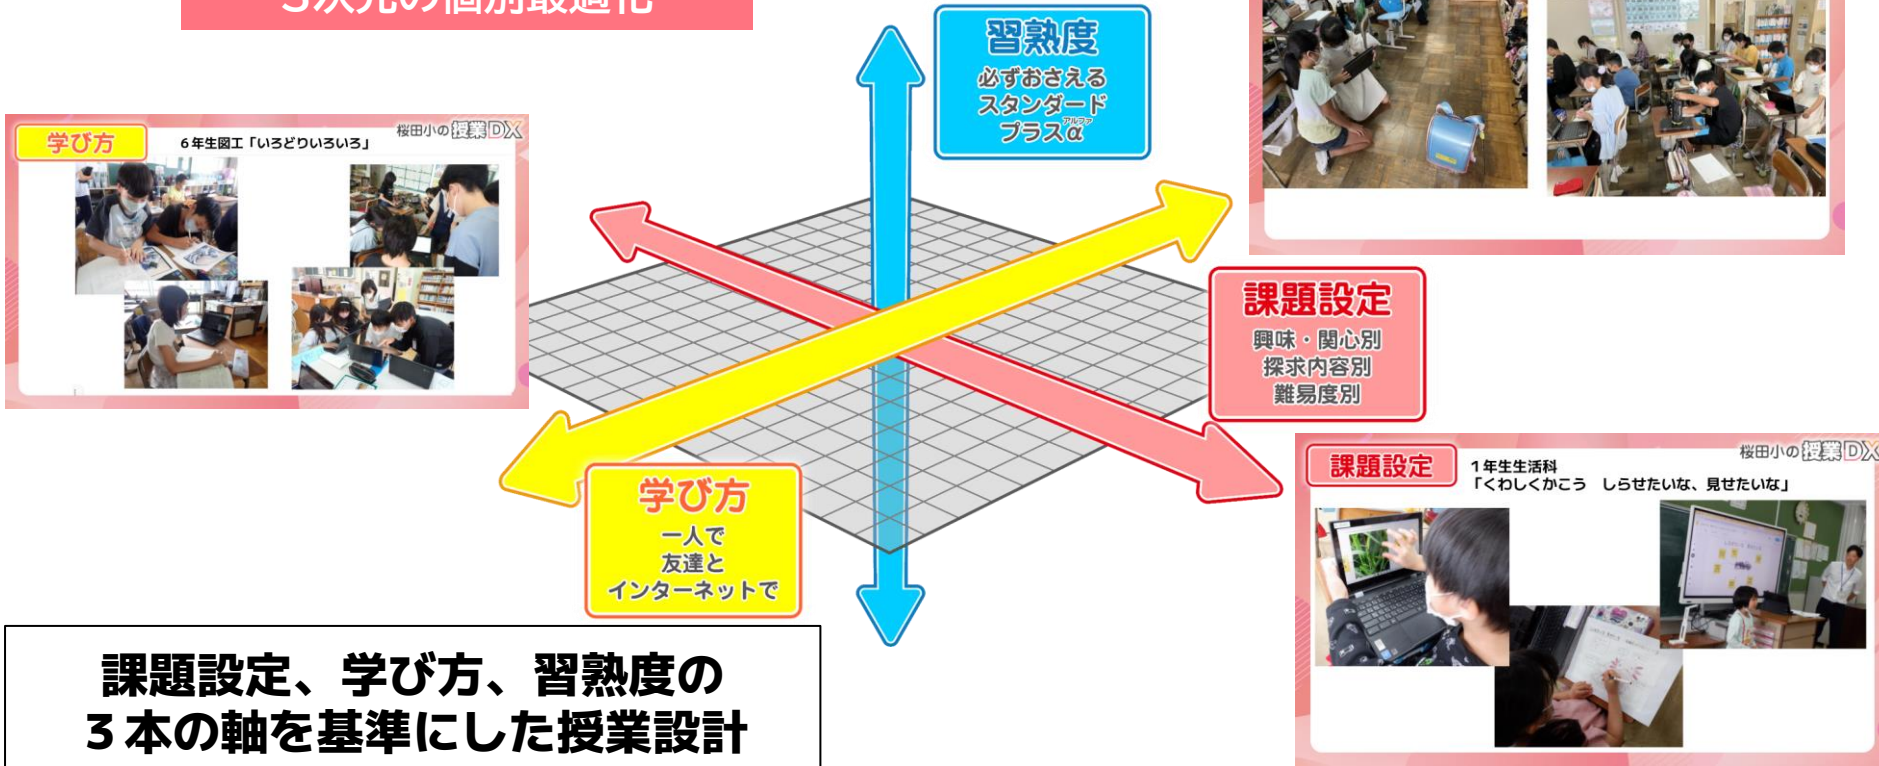 3次元の個別最適化
習熟度
必ずおさえる
スタンダード
アルファ
プラスα
学び方
6年生図工「いろどりいろいろ」
桜田小の授業DX
課題設定
興味・関心別
探求内容別
難易度別
学び方
一人で
友達と
インターネットで
課題設定
1年生生活科
「くわしくかこう しらせたいな、見せたいな」
桜田小の授業DX
課題設定、学び方、習熟度の
３本の軸を基準にした授業設計